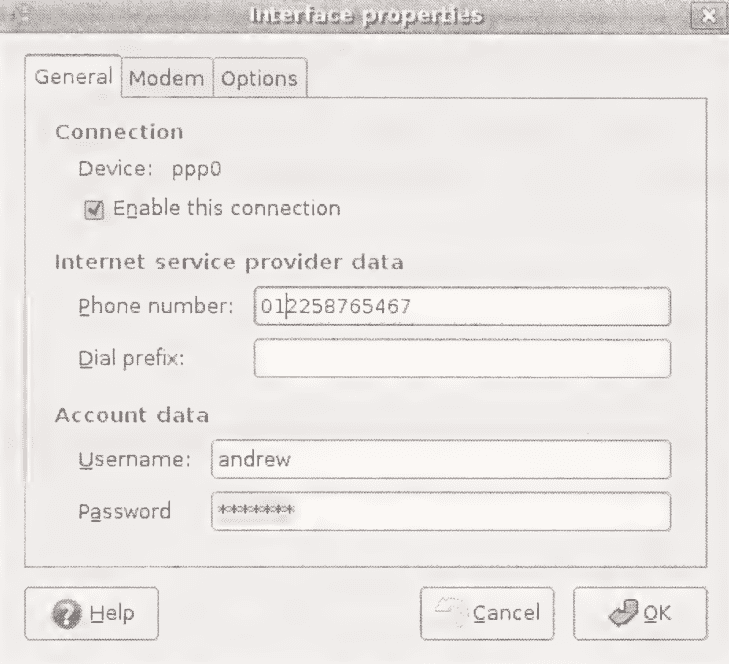 Interface properties
General Modem Options
Connection
Device: ppp0
Enable this connection
Internet service provider data
Phone number: 012258765467
Dial prefix:
Account data
Username: andrew
Password *******
Help Cancel OK